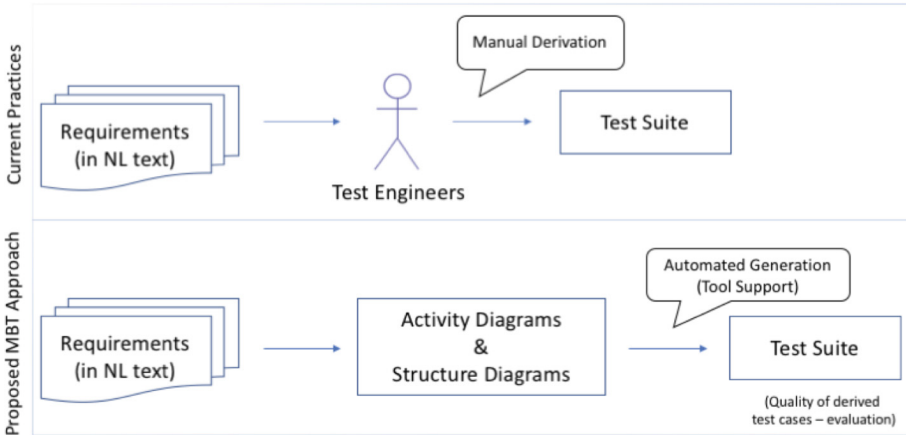 Current Practices
Requirements
(in NL text)
Test Engineers
Manual Derivation
Test Suite
Proposed MBT Approach
Requirements
(in NL text)
Activity Diagrams
&
Structure Diagrams
Automated Generation
(Tool Support)
Test Suite
(Quality of derived
test cases – evaluation)